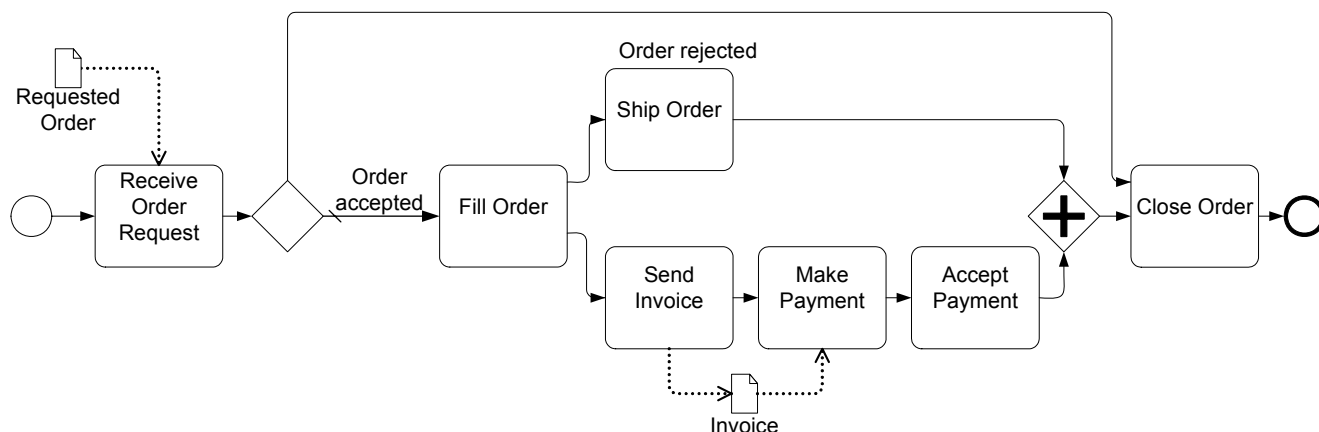 Order rejected
Requested
Order
Ship Order
Receive
Order
Request
Order
accepted
Fill Order
Close Order
Send
Invoice
Make
Payment
Accept
Payment
Invoice